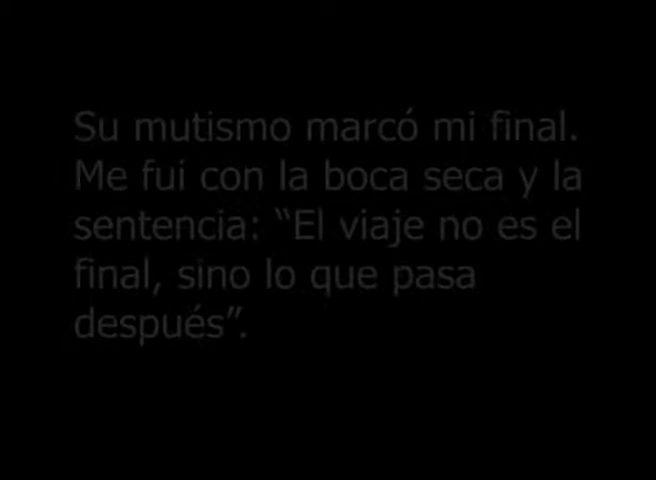 Su mutismo marcó mi final.
Me fui con la boca seca y la
sentencia: “El viaje no es el
final, sino lo que pasa
después”.